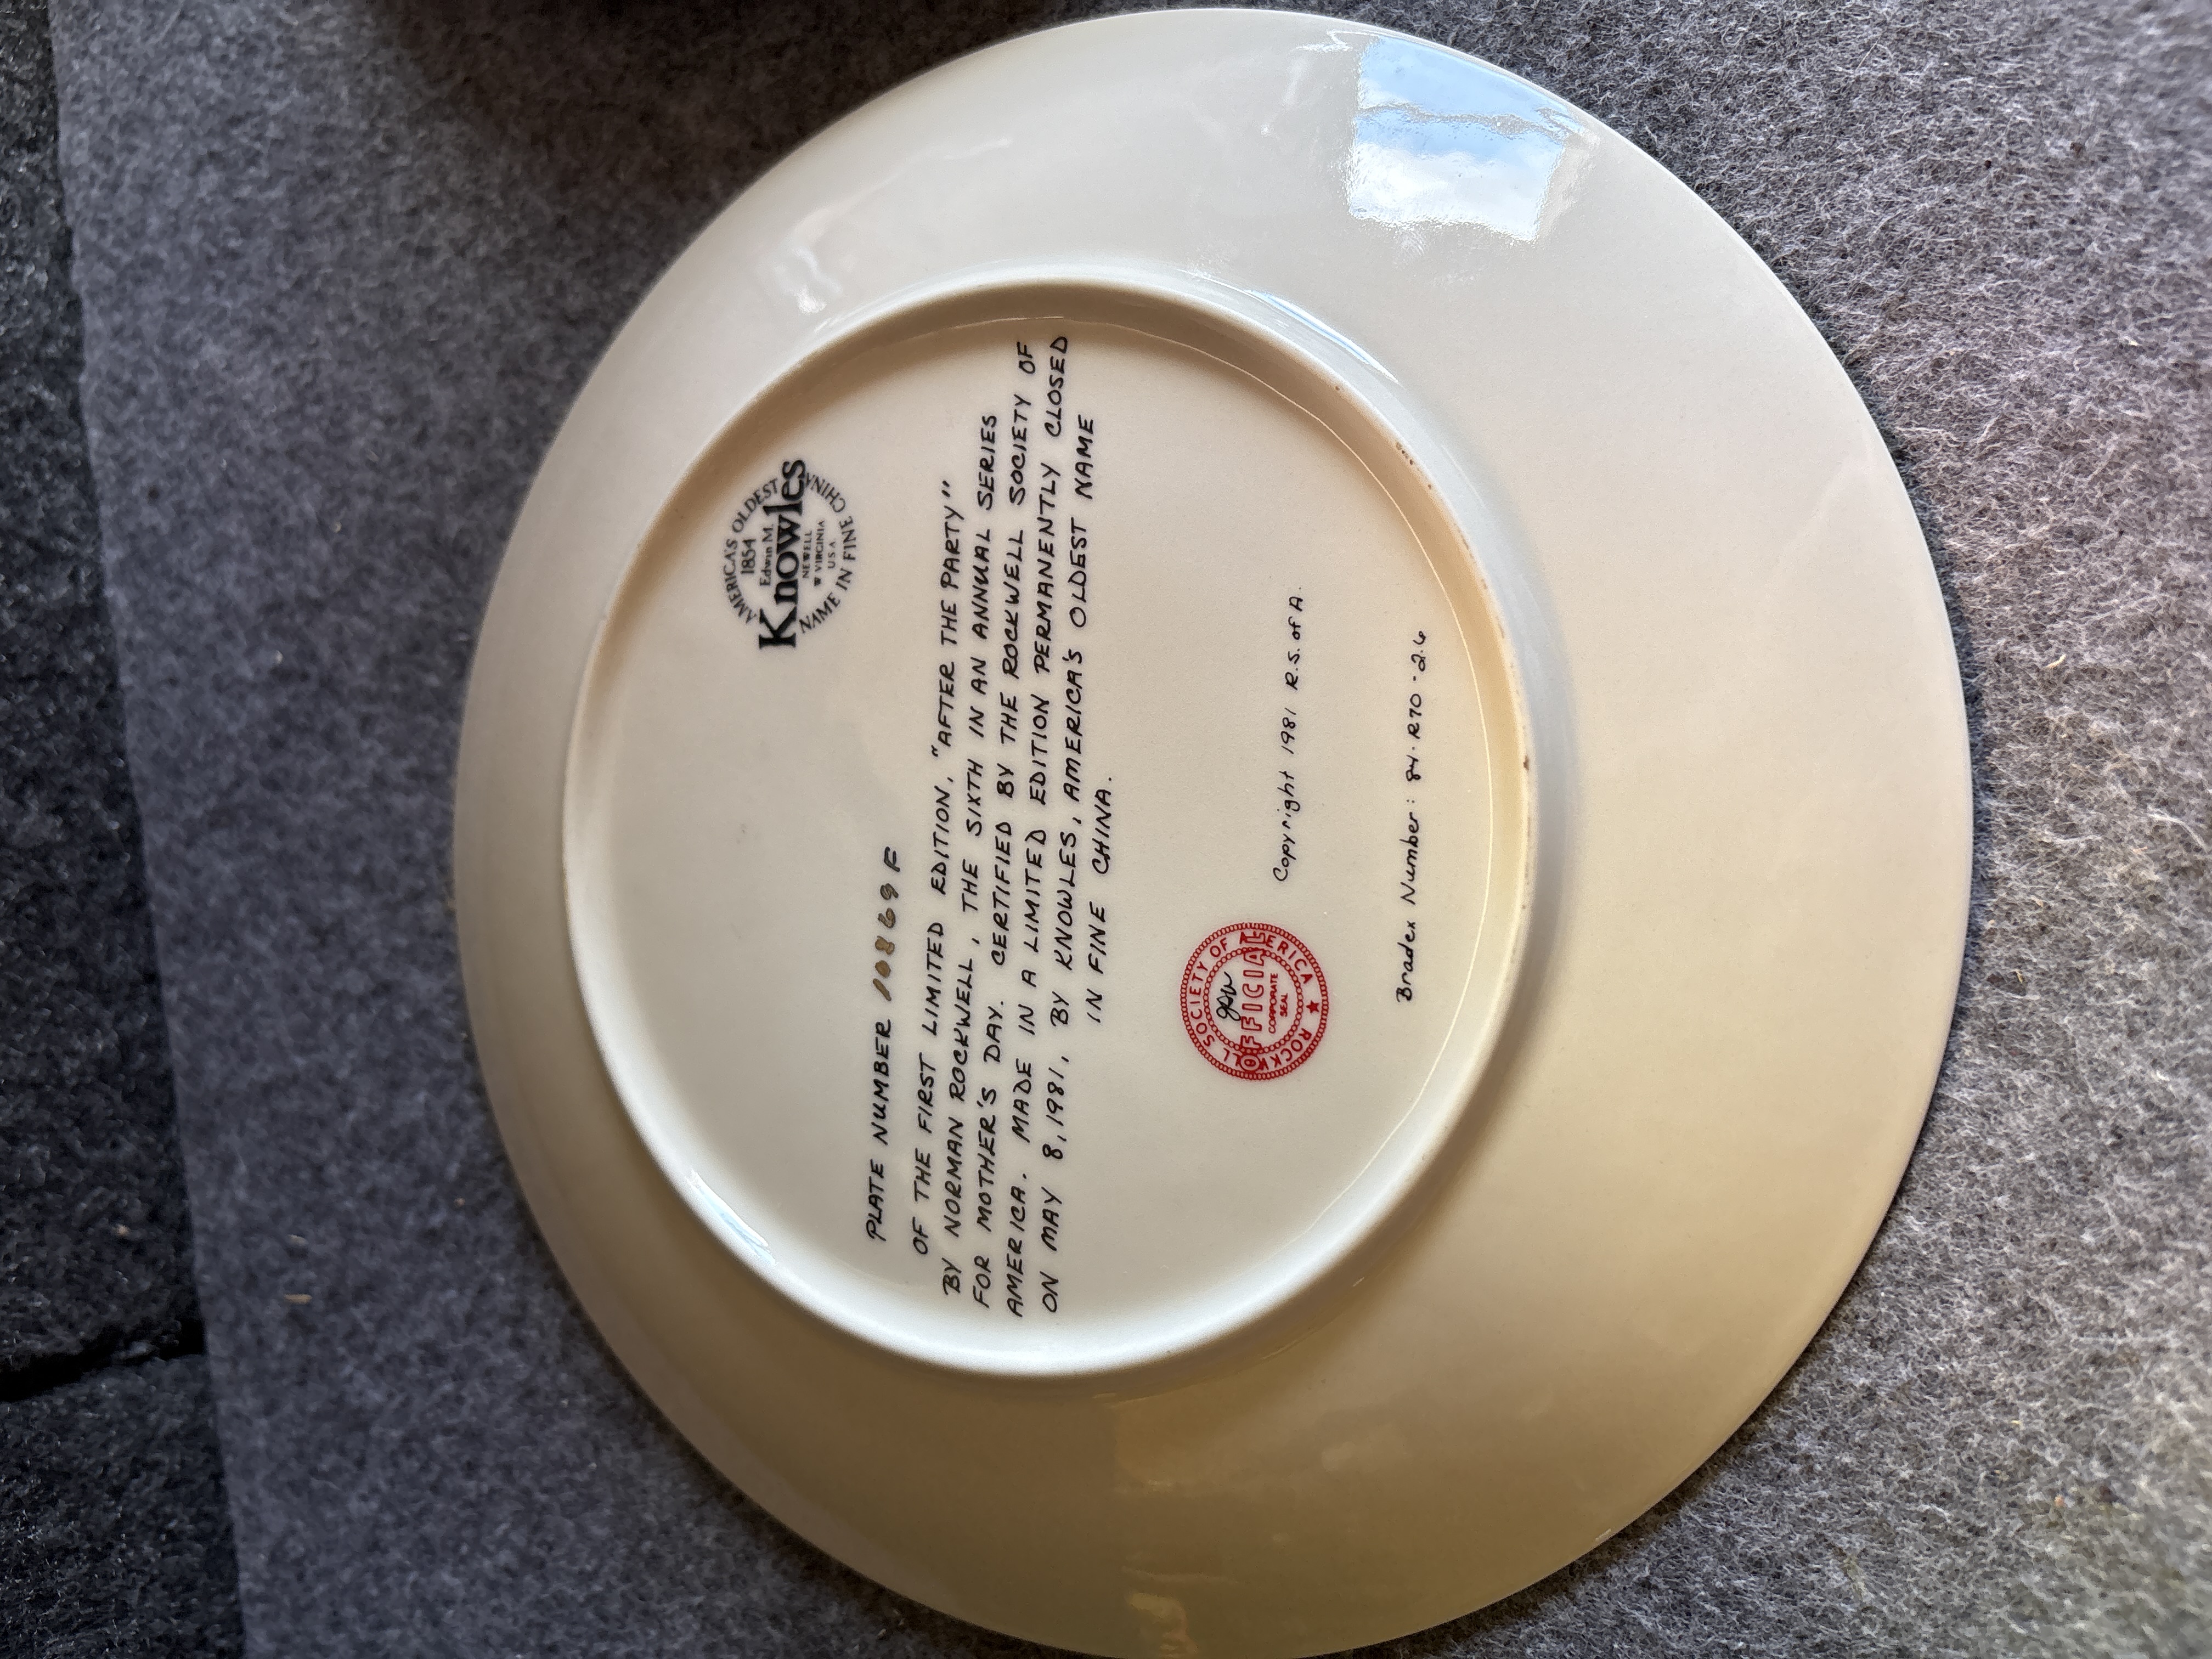 AMERICA'S OLDEST
1854
Edwin M.
Knowles
NEWELL
W VIRGINIA
U.S.A
NAME IN FINE CHINA
PLATE NUMBER 10869 F
OF THE FIRST LIMITED EDITION, "AFTER THE PARTY"
BY NORMAN ROCKWELL, THE SIXTH IN AN ANNUAL SERIES
FOR MOTHER'S DAY. CERTIFIED BY THE ROCKWELL SOCIETY OF
AMERICA. MADE IN A LIMITED EDITION PERMANENTLY CLOSED
ON MAY 8, 1981, BY KNOWLES, AMERICA'S OLDEST NAME
IN FINE CHINA.
ROCKWELL SOCIETY OF AMERICA ★
OFFICIAL
CORPORATE
SEAL
Copyright 1981 R.S. of A.
Bradex Number: 84-R70-2.6